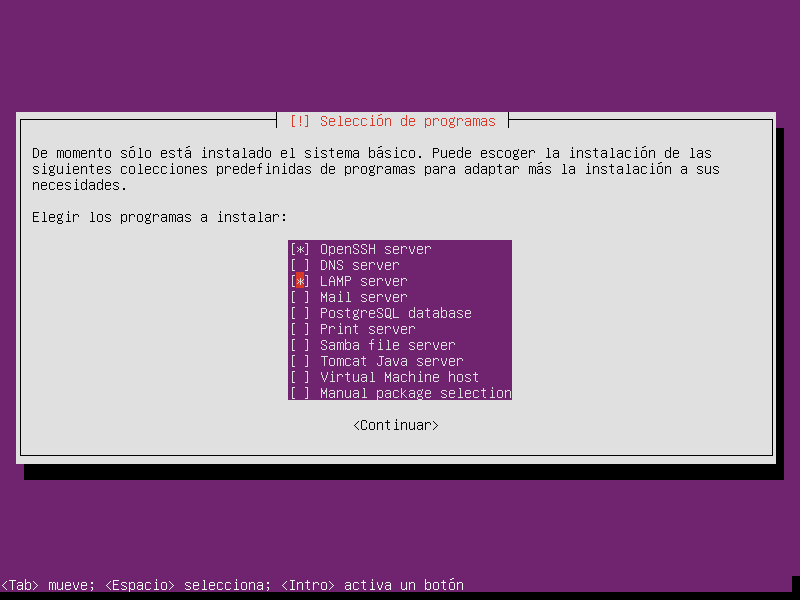 [!] Selección de programas
De momento sólo está instalado el sistema básico. Puede escoger la instalación de las
siguientes colecciones predefinidas de programas para adaptar más la instalación a sus
necesidades.
Elegir los programas a instalar:
[*] OpenSSH server
[ ] DNS server
[*] LAMP server
[ ] Mail server
[ ] PostgreSQL database
[ ] Print server
[ ] Samba file server
[ ] Tomcat Java server
[ ] Virtual Machine host
[ ] Manual package selection
<Continuar>
<Tab> mueve; <Espacio> selecciona; <Intro> activa un botón